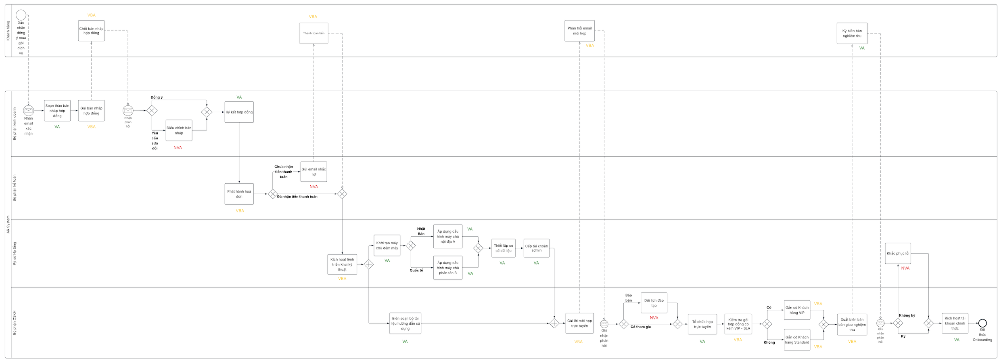 Khách hàng
Xác
nhận
đồng
ý mua
gói
dịch
vụ
VBA
Chốt bản nháp
hợp đồng
VBA
Thanh toán tiền
Phản hồi email
mời họp
VBA
Ký biên bản
nghiệm thu
VA
AR System
Bộ phận kinh doanh
Nhận
email
xác
nhận
Soạn thảo bản
nháp hợp
đồng
VA
Gửi bản nháp
hợp đồng
VBA
Nhận
phản
hồi
Đồng ý
Yêu
cầu
sửa
đổi
Điều chỉnh bản
nháp
NVA
VA
Ký kết hợp đồng
Bộ phận kế toán
Phát hành hoá
đơn
VBA
Chưa nhận
tiền thanh
toán
Gửi email nhắc
nợ
NVA
Đã nhận tiền thanh toán
Kỹ sư Hạ tầng
Kích hoạt lệnh
triển khai kỹ
thuật
VBA
Khởi tạo máy
chủ đám mây
VA
Nhật
Bản
Áp dụng cấu
hình máy chủ
nội địa A
VA
Quốc tế
Áp dụng cấu
hình máy chủ
phân tán B
VA
Thiết lập cơ
sở dữ liệu
VA
Cấp tài khoản
admin
VA
Khắc phục lỗi
NVA
Bộ phận CSKH
Biên soạn bộ tài
liệu hướng dẫn sử
dụng
VA
Gửi lời mời họp
trực tuyến
VBA
Ghi
nhận
phản
hồi
Báo
bận
Dời lịch đào
tạo
NVA
Có tham gia
Tổ chức họp
trực tuyến
VA
Kiểm tra gói
hợp đồng có
kèm VIP - SLA
VBA
Có
Gắn cờ Khách
hàng VIP
VBA
Không
Gắn cờ Khách
hàng Standard
VBA
Xuất biên bản
bàn giao nghiệm
thu
VBA
Ghi
nhận
phản
hồi
Không ký
Ký
Kích hoạt tài
khoản chính
thức
VA
Kết
thúc
Onboarding